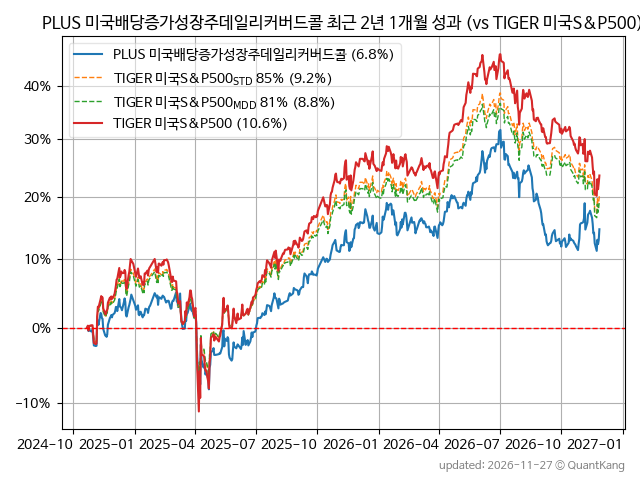 PLUS 미국배당증가성장주데일리커버드콜 최근 2년 1개월 성과 (vs TIGER 미국S&P500)
PLUS 미국배당증가성장주데일리커버드콜 (6.8%)
TIGER 미국S&P500STD 85% (9.2%)
TIGER 미국S&P500MDD 81% (8.8%)
TIGER 미국S&P500 (10.6%)
40%
30%
20%
10%
0%
−10%
2024-10 2025-01 2025-04 2025-07 2025-10 2026-01 2026-04 2026-07 2026-10 2027-01
updated: 2026-11-27 © QuantKang